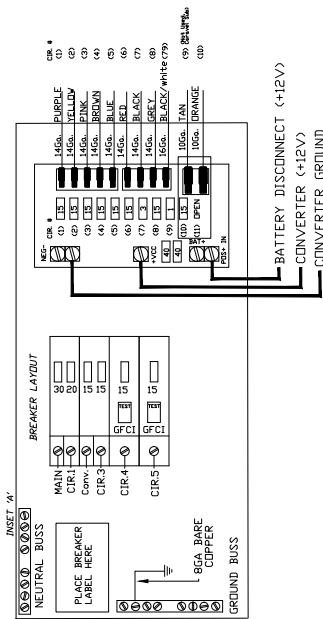 INSET 'A'
NEUTRAL BUSS
BREAKER LAYOUT
MAIN 30
CIR.1 20
Conv. 15
CIR.3 15
CIR.4 GFCI TEST 15
CIR.5 GFCI TEST 15
PLACE BREAKER
LABEL HERE
8GA BARE
COPPER
GROUND BUSS
NEG-
+VCC
40
40
BAT+
POS+ IN
CIR. #
(1) 15
(2) 15
(3) 15
(4) 15
(5) 15
(6) 15
(7) 3
(8) 15
(9) 15
(10) 15
(11) OPEN
CIR. #
14Ga. PURPLE (1)
14Ga. YELLOW (2)
14Ga. PINK (3)
14Ga. BROWN (4)
14Ga. BLUE (5)
14Ga. RED (6)
14Ga. BLACK (7)
14Ga. GREY (8)
16Ga. BLACK/white (79)
10Ga. TAN (9) (Not Used,
10Ga. ORANGE (10)
BATTERY DISCONNECT (+12V)
CONVERTER (+12V)
CONVERTER GROUND